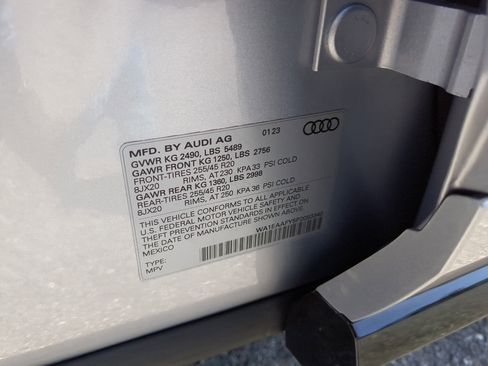 MFD. BY AUDI AG 01 23
GVWR KG 2490, LBS 5489
GAWR FRONT KG 1250, LBS 2756
FRONT-TIRES 255/45 R20
8JX20 RIMS, AT 230 KPA 33 PSI COLD
GAWR REAR KG 1360, LBS 2998
REAR-TIRES 255/45 R20
8JX20 RIMS, AT 250 KPA 36 PSI COLD
THIS VEHICLE CONFORMS TO ALL APPLICABLE
FEDERAL MOTOR VEHICLE SAFETY AND
THEFT PREVENTION STANDARDS IN EFFECT ON
THE DATE OF MANUFACTURE SHOWN ABOVE.
MEXICO
TYPE:
MPV